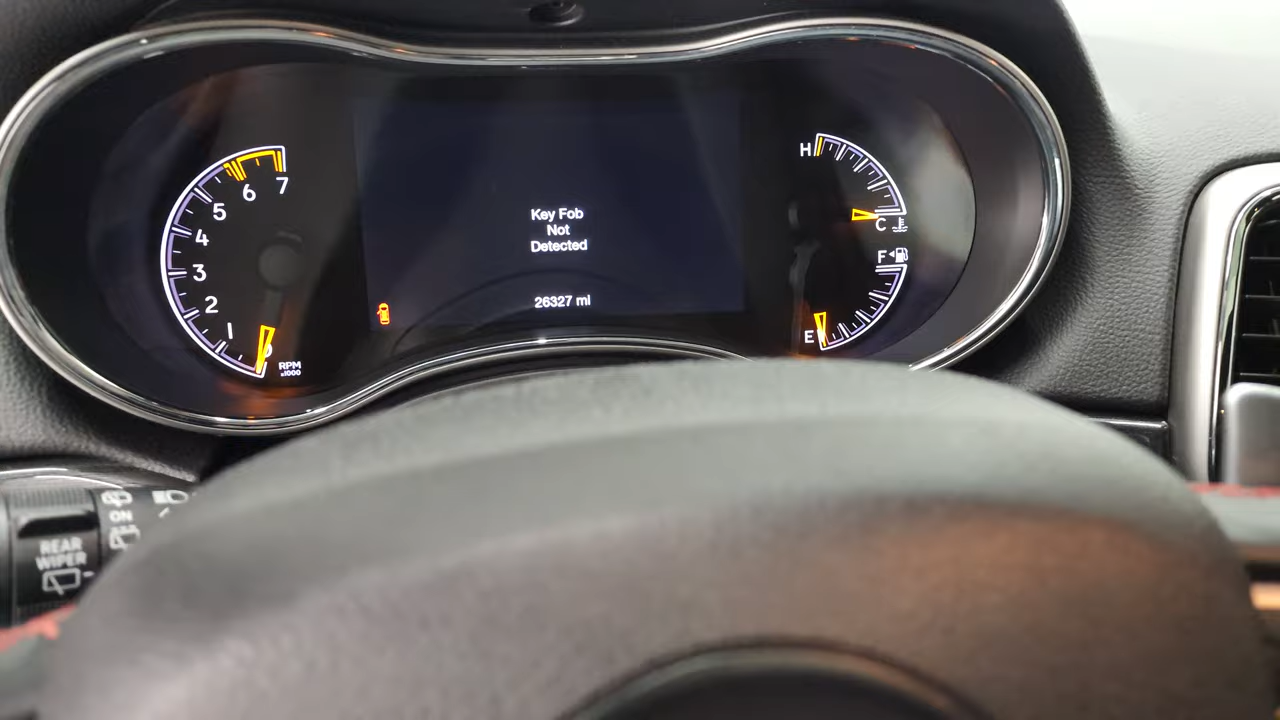 7
6
5
4
3
2
1
0
RPM
x1000
Key Fob
Not
Detected
26327 mi
H
C
F
E
ON
REAR
WIPER